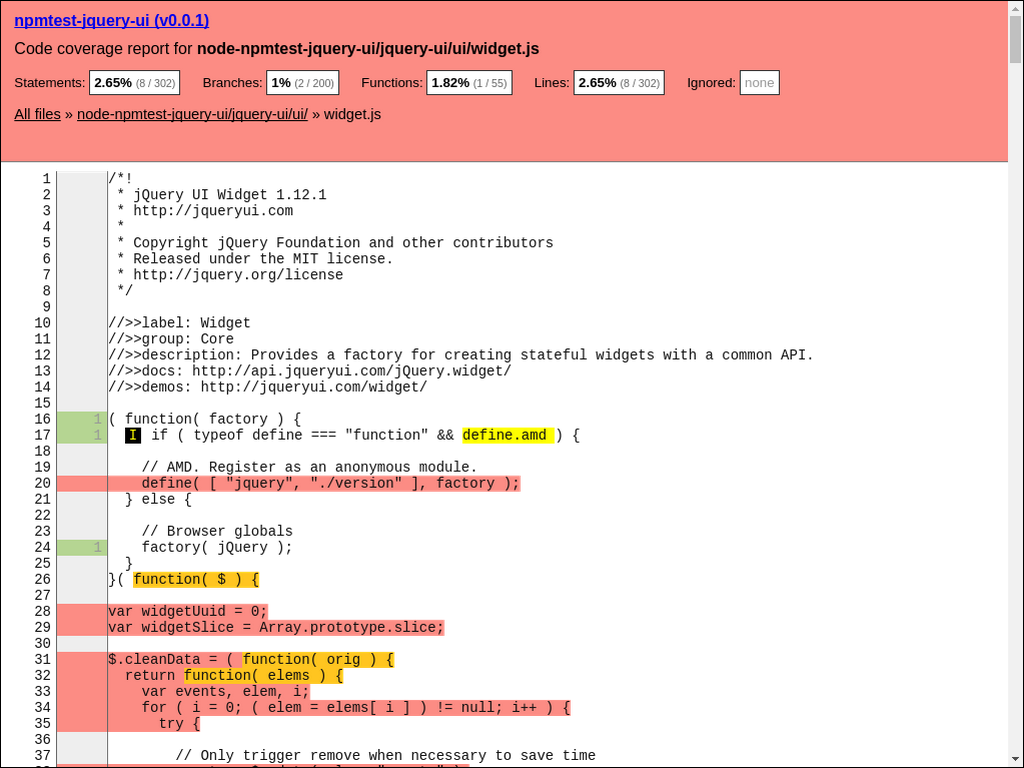 npmtest-jquery-ui (v0.0.1)
Code coverage report for node-npmtest-jquery-ui/jquery-ui/ui/widget.js
Statements: 2.65% (8 / 302) Branches: 1% (2 / 200) Functions: 1.82% (1 / 55) Lines: 2.65% (8 / 302) Ignored: none
All files » node-npmtest-jquery-ui/jquery-ui/ui/ » widget.js
1 /*!
2  * jQuery UI Widget 1.12.1
3  * http://jqueryui.com
4  *
5  * Copyright jQuery Foundation and other contributors
6  * Released under the MIT license.
7  * http://jquery.org/license
8  */
9
10 //>>label: Widget
11 //>>group: Core
12 //>>description: Provides a factory for creating stateful widgets with a common API.
13 //>>docs: http://api.jqueryui.com/jQuery.widget/
14 //>>demos: http://jqueryui.com/widget/
15
16 1 ( function( factory ) {
17 1   I if ( typeof define === "function" && define.amd ) {
18
19     // AMD. Register as an anonymous module.
20     define( [ "jquery", "./version" ], factory );
21   } else {
22
23     // Browser globals
24 1     factory( jQuery );
25   }
26 }( function( $ ) {
27
28 var widgetUuid = 0;
29 var widgetSlice = Array.prototype.slice;
30
31 $.cleanData = ( function( orig ) {
32   return function( elems ) {
33     var events, elem, i;
34     for ( i = 0; ( elem = elems[ i ] ) != null; i++ ) {
35       try {
36
37         // Only trigger remove when necessary to save time